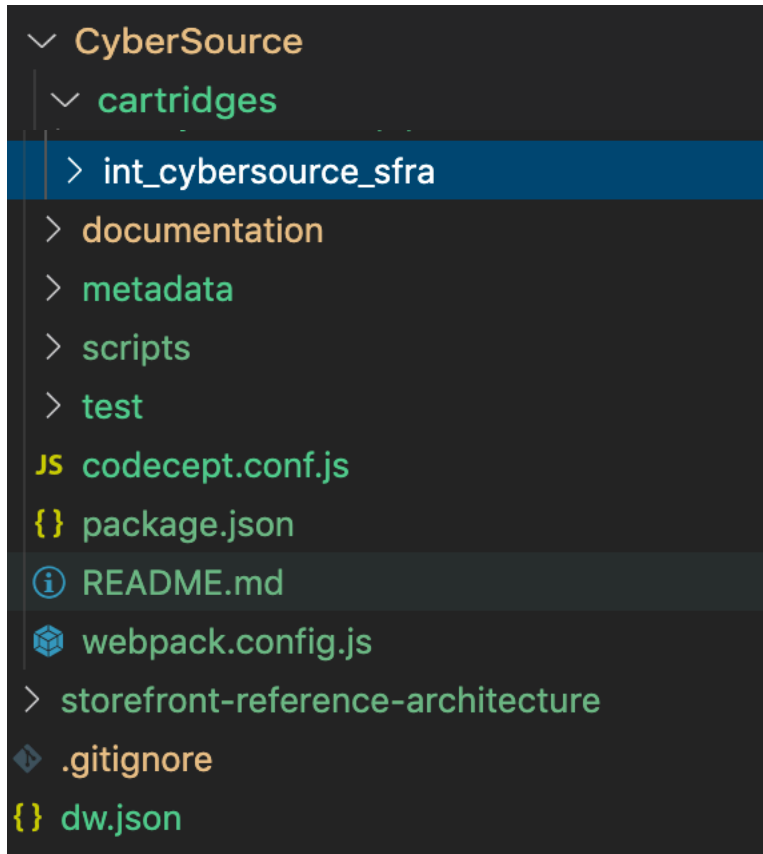 CyberSource
cartridges
int_cybersource_sfra
documentation
metadata
scripts
test
JS codecept.conf.js
{} package.json
README.md
webpack.config.js
storefront-reference-architecture
.gitignore
{} dw.json